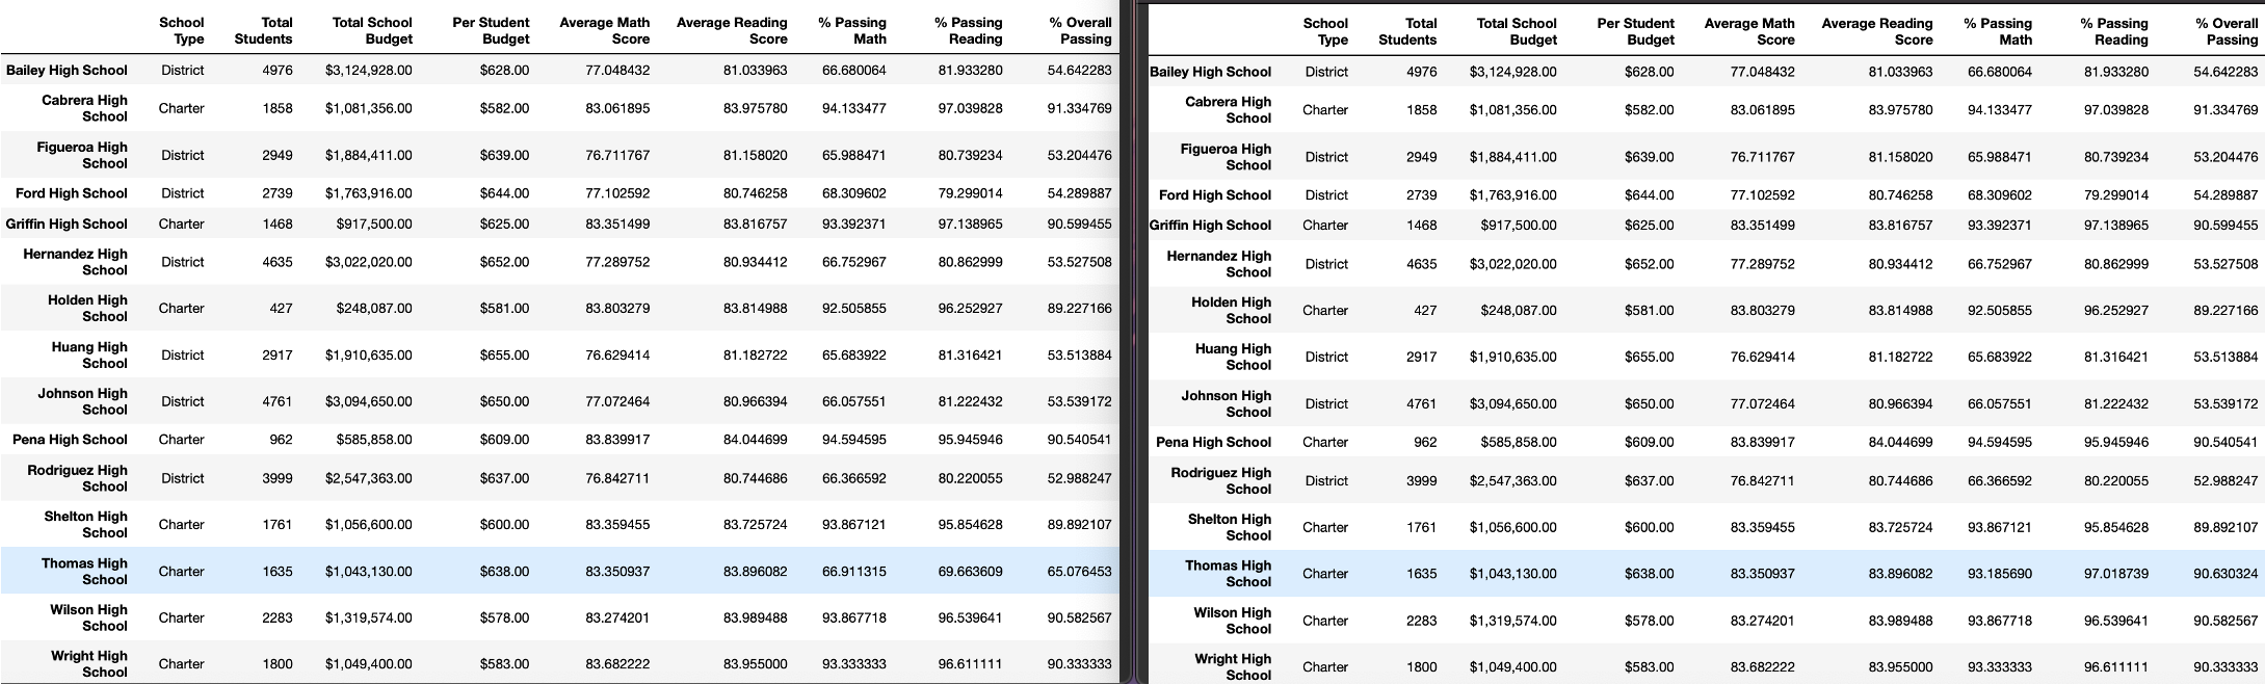 School Type Total Students Total School Budget Per Student Budget Average Math Score Average Reading Score % Passing Math % Passing Reading % Overall Passing
Bailey High School District 4976 $3,124,928.00 $628.00 77.048432 81.033963 66.680064 81.933280 54.642283
Cabrera High School Charter 1858 $1,081,356.00 $582.00 83.061895 83.975780 94.133477 97.039828 91.334769
Figueroa High School District 2949 $1,884,411.00 $639.00 76.711767 81.158020 65.988471 80.739234 53.204476
Ford High School District 2739 $1,763,916.00 $644.00 77.102592 80.746258 68.309602 79.299014 54.289887
Griffin High School Charter 1468 $917,500.00 $625.00 83.351499 83.816757 93.392371 97.138965 90.599455
Hernandez High School District 4635 $3,022,020.00 $652.00 77.289752 80.934412 66.752967 80.862999 53.527508
Holden High School Charter 427 $248,087.00 $581.00 83.803279 83.814988 92.505855 96.252927 89.227166
Huang High School District 2917 $1,910,635.00 $655.00 76.629414 81.182722 65.683922 81.316421 53.513884
Johnson High School District 4761 $3,094,650.00 $650.00 77.072464 80.966394 66.057551 81.222432 53.539172
Pena High School Charter 962 $585,858.00 $609.00 83.839917 84.044699 94.594595 95.945946 90.540541
Rodriguez High School District 3999 $2,547,363.00 $637.00 76.842711 80.744686 66.366592 80.220055 52.988247
Shelton High School Charter 1761 $1,056,600.00 $600.00 83.359455 83.725724 93.867121 95.854628 89.892107
Thomas High School Charter 1635 $1,043,130.00 $638.00 83.350937 83.896082 66.911315 69.663609 65.076453
Wilson High School Charter 2283 $1,319,574.00 $578.00 83.274201 83.989488 93.867718 96.539641 90.582567
Wright High School Charter 1800 $1,049,400.00 $583.00 83.682222 83.955000 93.333333 96.611111 90.333333
School Type Total Students Total School Budget Per Student Budget Average Math Score Average Reading Score % Passing Math % Passing Reading % Overall Passing
Bailey High School District 4976 $3,124,928.00 $628.00 77.048432 81.033963 66.680064 81.933280 54.642283
Cabrera High School Charter 1858 $1,081,356.00 $582.00 83.061895 83.975780 94.133477 97.039828 91.334769
Figueroa High School District 2949 $1,884,411.00 $639.00 76.711767 81.158020 65.988471 80.739234 53.204476
Ford High School District 2739 $1,763,916.00 $644.00 77.102592 80.746258 68.309602 79.299014 54.289887
Griffin High School Charter 1468 $917,500.00 $625.00 83.351499 83.816757 93.392371 97.138965 90.599455
Hernandez High School District 4635 $3,022,020.00 $652.00 77.289752 80.934412 66.752967 80.862999 53.527508
Holden High School Charter 427 $248,087.00 $581.00 83.803279 83.814988 92.505855 96.252927 89.227166
Huang High School District 2917 $1,910,635.00 $655.00 76.629414 81.182722 65.683922 81.316421 53.513884
Johnson High School District 4761 $3,094,650.00 $650.00 77.072464 80.966394 66.057551 81.222432 53.539172
Pena High School Charter 962 $585,858.00 $609.00 83.839917 84.044699 94.594595 95.945946 90.540541
Rodriguez High School District 3999 $2,547,363.00 $637.00 76.842711 80.744686 66.366592 80.220055 52.988247
Shelton High School Charter 1761 $1,056,600.00 $600.00 83.359455 83.725724 93.867121 95.854628 89.892107
Thomas High School Charter 1635 $1,043,130.00 $638.00 83.350937 83.896082 93.185690 97.018739 90.630324
Wilson High School Charter 2283 $1,319,574.00 $578.00 83.274201 83.989488 93.867718 96.539641 90.582567
Wright High School Charter 1800 $1,049,400.00 $583.00 83.682222 83.955000 93.333333 96.611111 90.333333